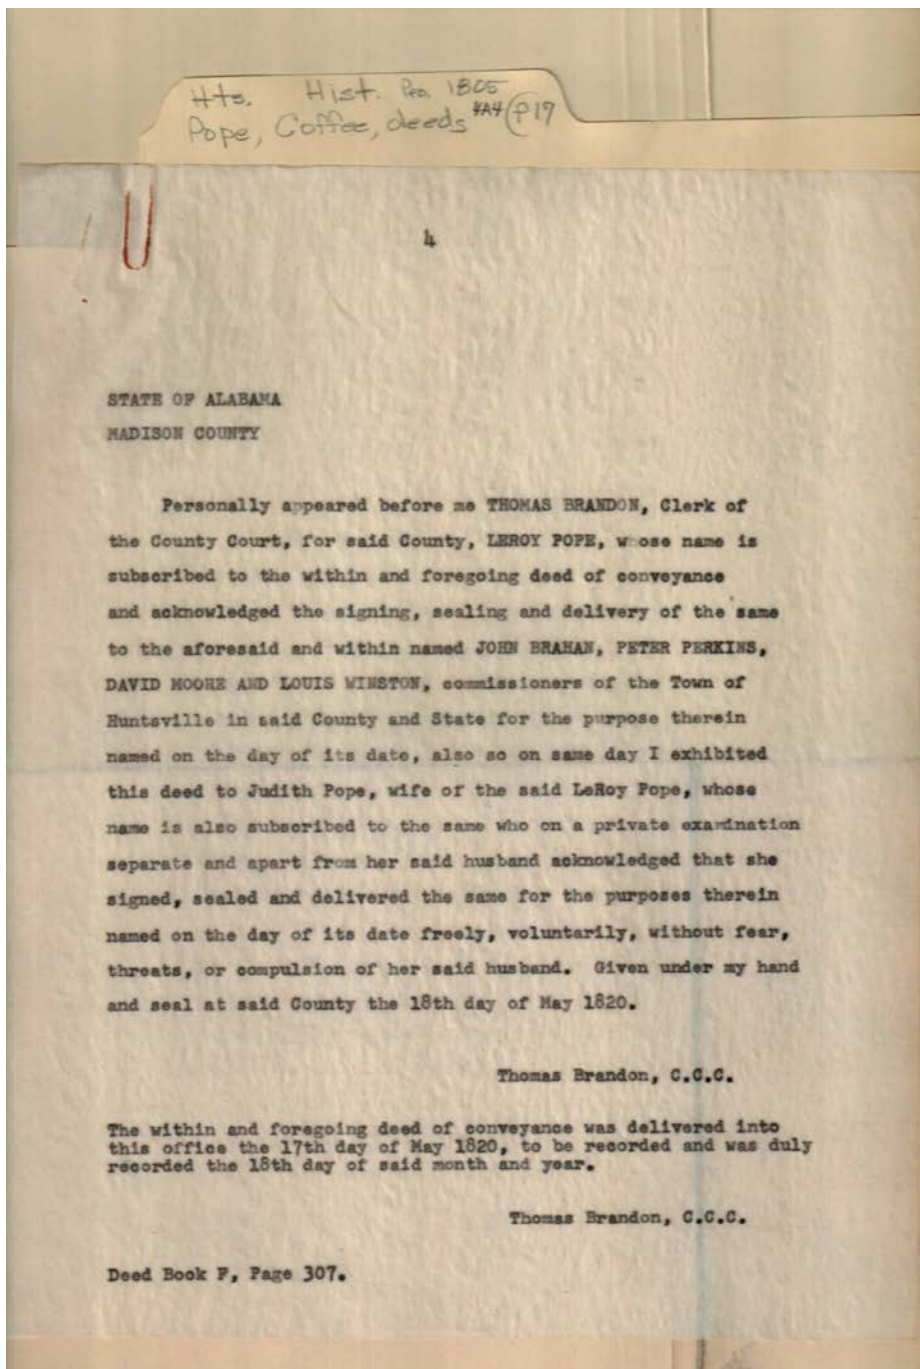 Hts. Hist. Pea. 1805
Pope, Coffee, deeds 4A4 P19
4
STATE OF ALABAMA
MADISON COUNTY
Personally appeared before me THOMAS BRANDON, Clerk of
the County Court, for said County, LEROY POPE, whose name is
subscribed to the within and foregoing deed of conveyance
and acknowledged the signing, sealing and delivery of the same
to the aforesaid and within named JOHN BRAHAN, PETER PERKINS,
DAVID MOORE AND LOUIS WINSTON, commissioners of the Town of
Huntsville in said County and State for the purpose therein
named on the day of its date, also so on same day I exhibited
this deed to Judith Pope, wife of the said LeRoy Pope, whose
name is also subscribed to the same who on a private examination
separate and apart from her said husband acknowledged that she
signed, sealed and delivered the same for the purposes therein
named on the day of its date freely, voluntarily, without fear,
threats, or compulsion of her said husband. Given under my hand
and seal at said County the 18th day of May 1820.
Thomas Brandon, C.C.C.
The within and foregoing deed of conveyance was delivered into
this office the 17th day of May 1820, to be recorded and was duly
recorded the 18th day of said month and year.
Thomas Brandon, C.C.C.
Deed Book F, Page 307.